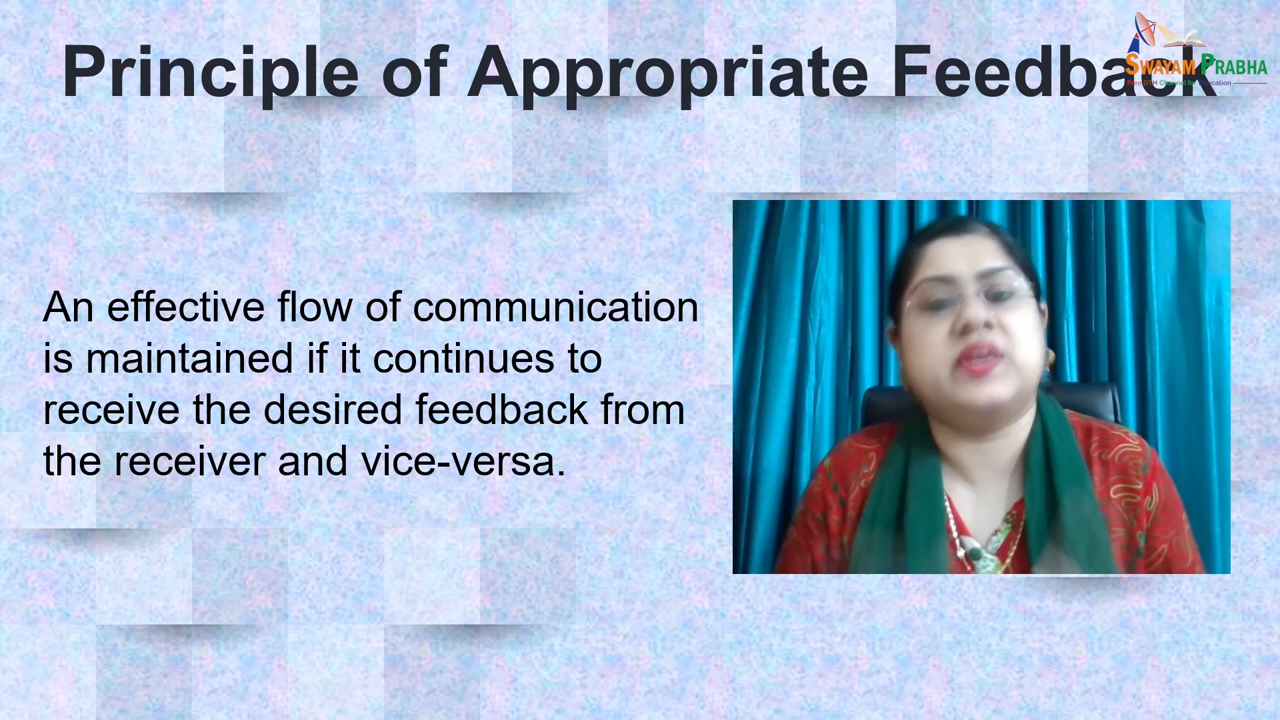 Principle of Appropriate Feedback
SWAYAM PRABHA
An effective flow of communication
is maintained if it continues to
receive the desired feedback from
the receiver and vice-versa.